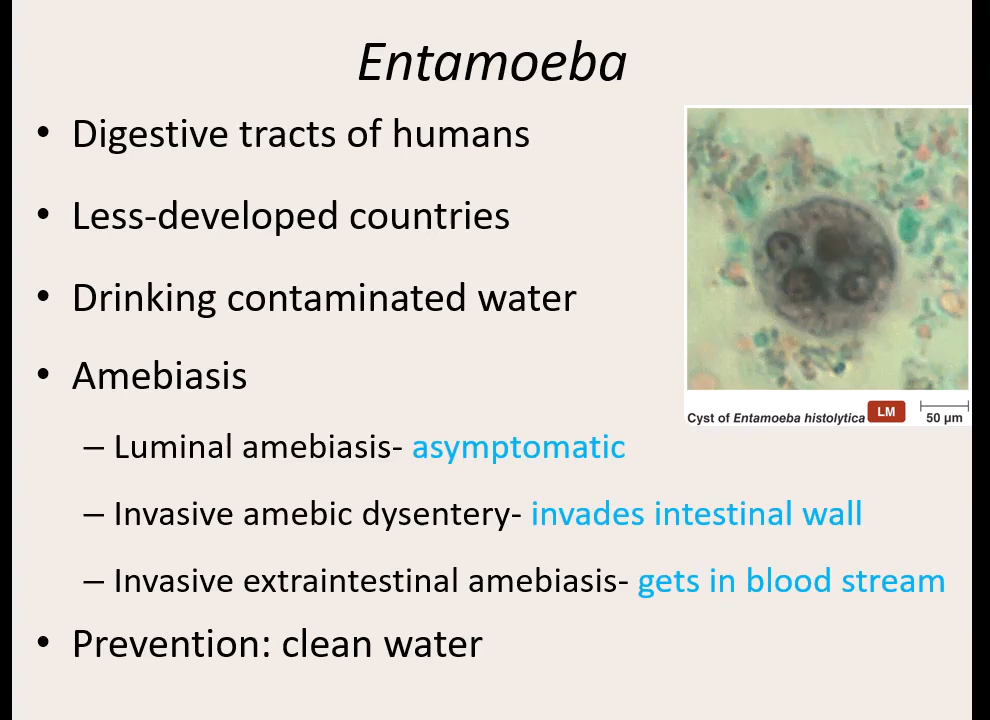 Entamoeba
• Digestive tracts of humans
• Less-developed countries
• Drinking contaminated water
• Amebiasis
– Luminal amebiasis- asymptomatic
– Invasive amebic dysentery- invades intestinal wall
– Invasive extraintestinal amebiasis- gets in blood stream
• Prevention: clean water
Cyst of Entamoeba histolytica LM 50 µm